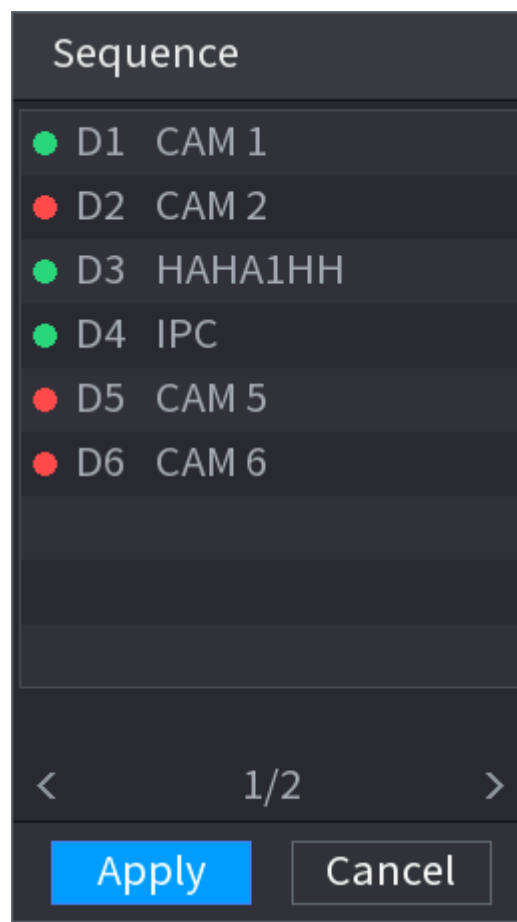 Sequence
D1 CAM 1
D2 CAM 2
D3 HAHA1HH
D4 IPC
D5 CAM 5
D6 CAM 6
< 1/2 >
Apply Cancel